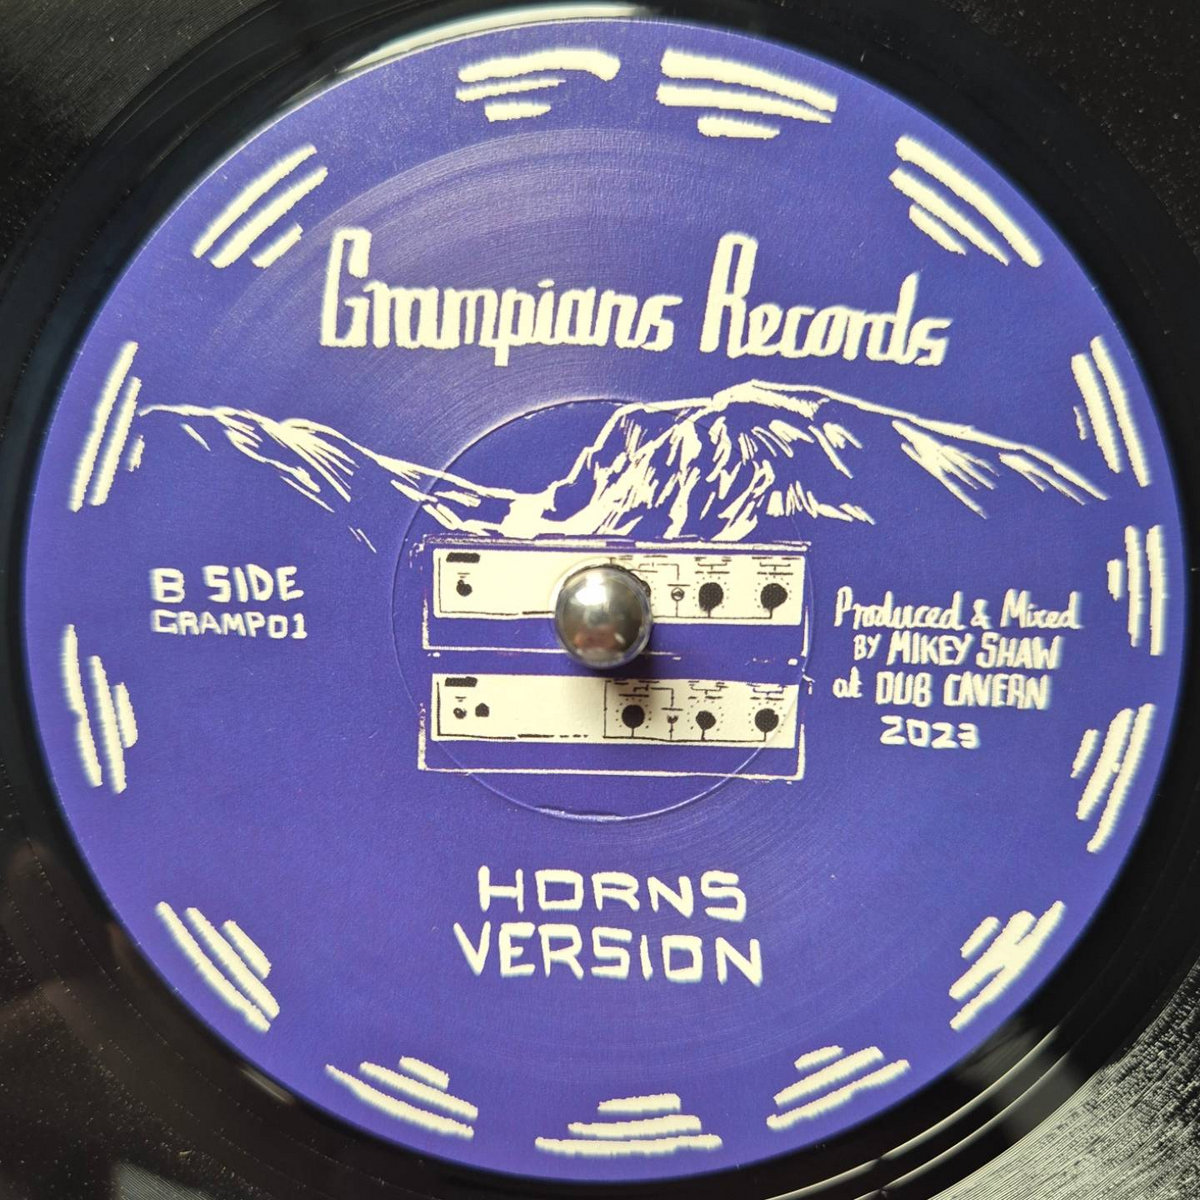 Grampians Records
B SIDE
GRAMP01
Produced & Mixed
BY MIKEY SHAW
at DUB CAVERN
2023
HORNS
VERSION